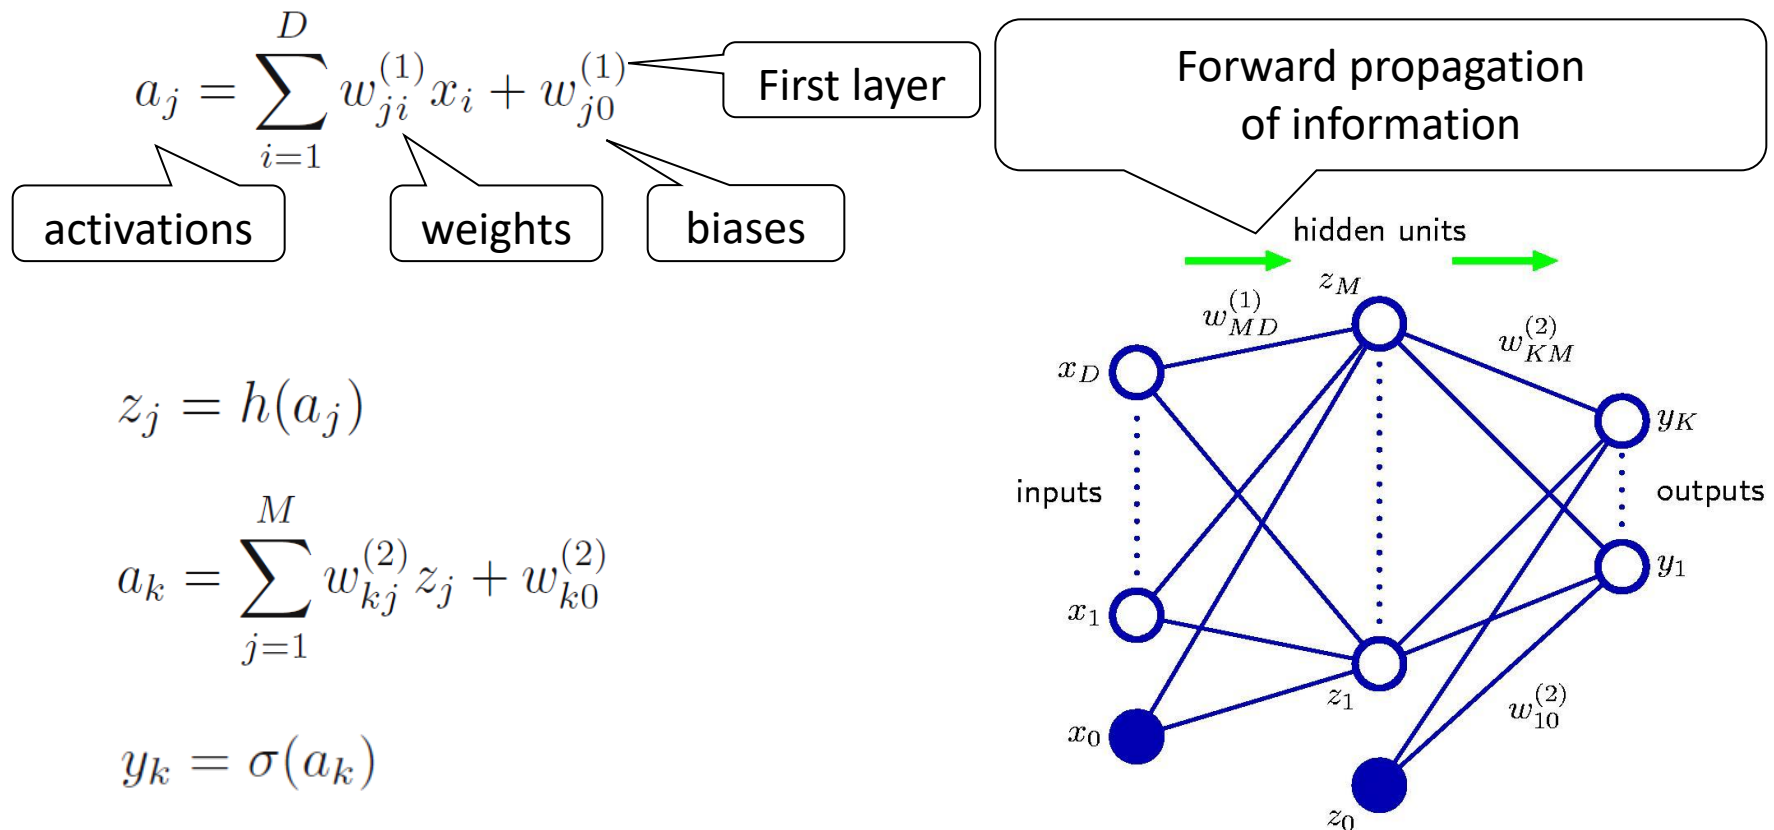 a_j = \sum_{i=1}^{D} w_{ji}^{(1)} x_i + w_{j0}^{(1)}
First layer
activations
weights
biases
z_j = h(a_j)
a_k = \sum_{j=1}^{M} w_{kj}^{(2)} z_j + w_{k0}^{(2)}
y_k = σ(a_k)
Forward propagation
of information
hidden units
z_M
w_{MD}^{(1)}
w_{KM}^{(2)}
x_D
y_K
inputs
outputs
y_1
x_1
z_1
w_{10}^{(2)}
x_0
z_0